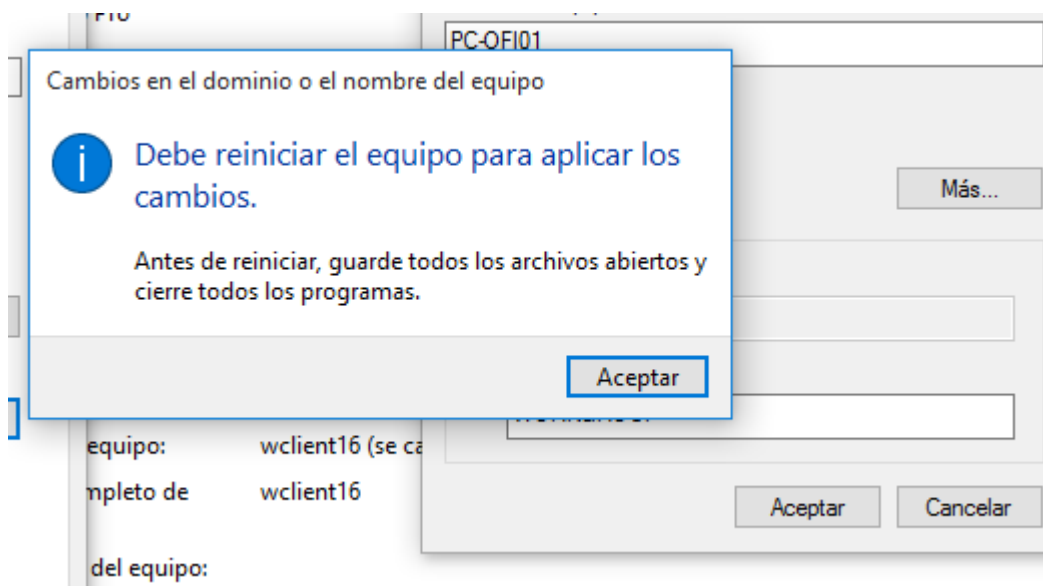 Pro
PC-OFI01
Cambios en el dominio o el nombre del equipo
Debe reiniciar el equipo para aplicar los
cambios.
Más...
Antes de reiniciar, guarde todos los archivos abiertos y
cierre todos los programas.
Aceptar
equipo: wclient16 (se ca
mpleto de wclient16
Aceptar Cancelar
del equipo: